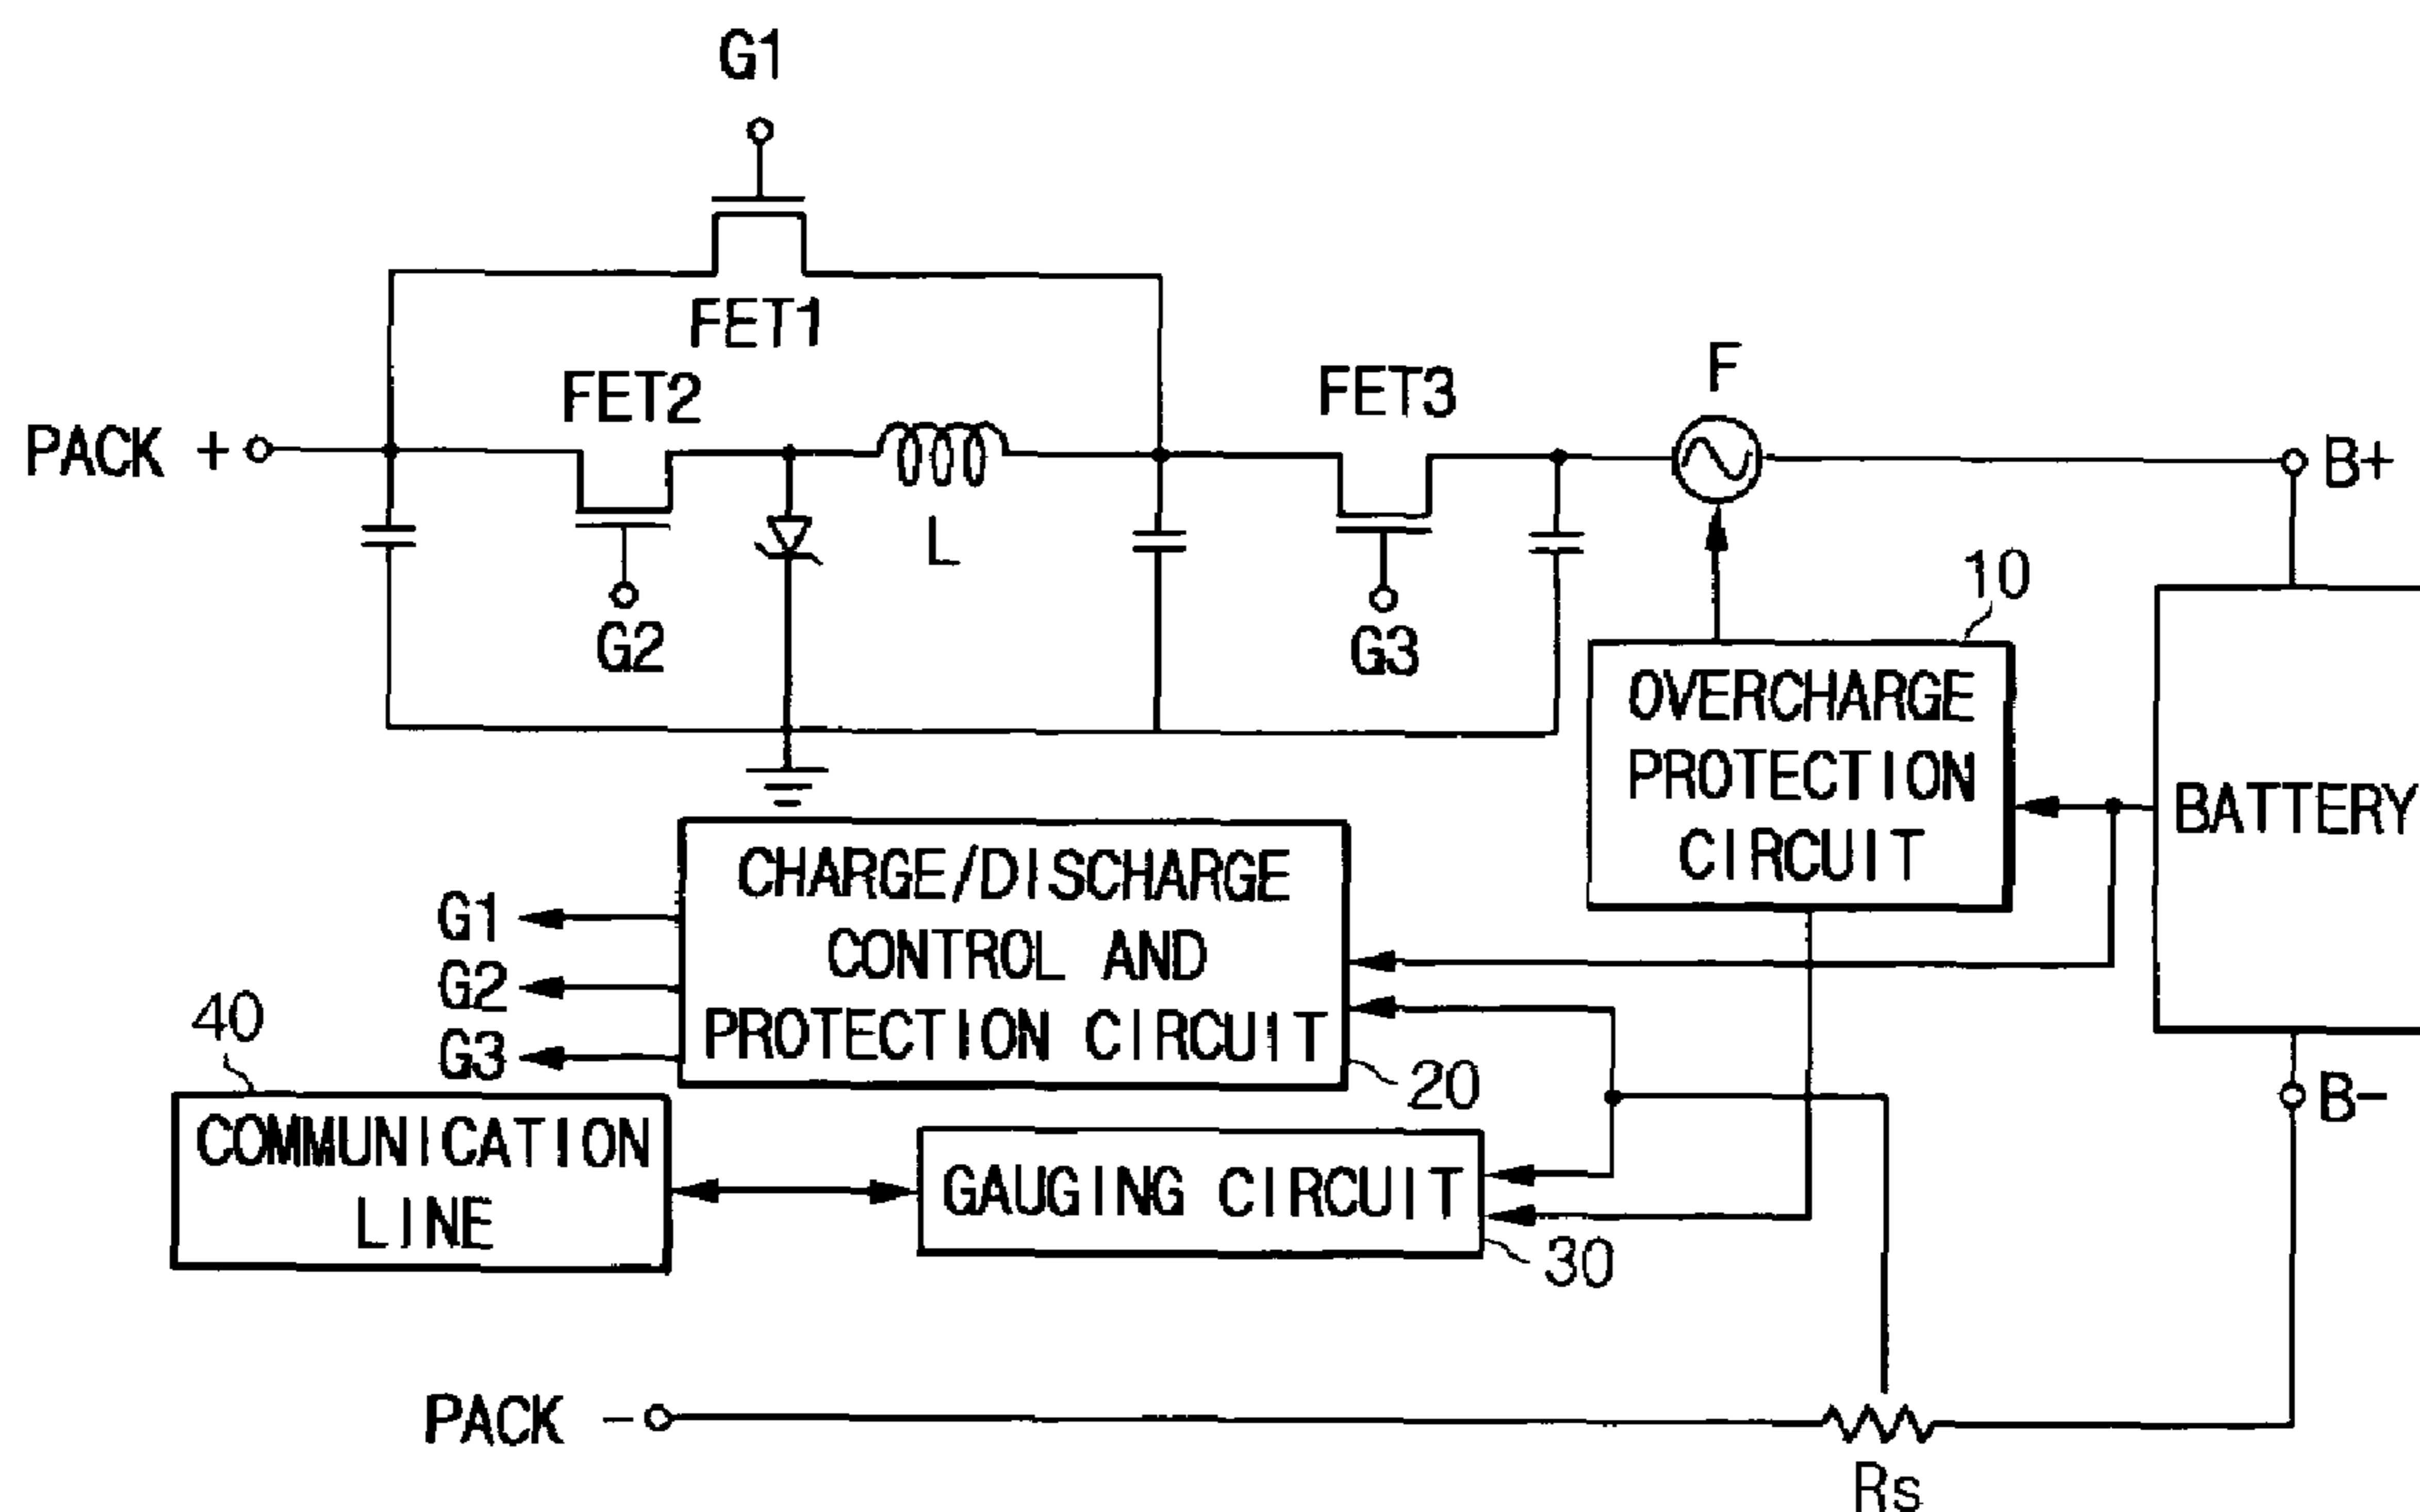 G1
FET1
FET2
FET3
F
PACK +
B+
L
G2
G3
10
OVERCHARGE
PROTECTION
CIRCUIT
BATTERY
CHARGE/DISCHARGE
CONTROL AND
PROTECTION CIRCUIT
G1
G2
G3
40
20
B-
COMMUNICATION
LINE
GAUGING CIRCUIT
30
PACK -
Rs